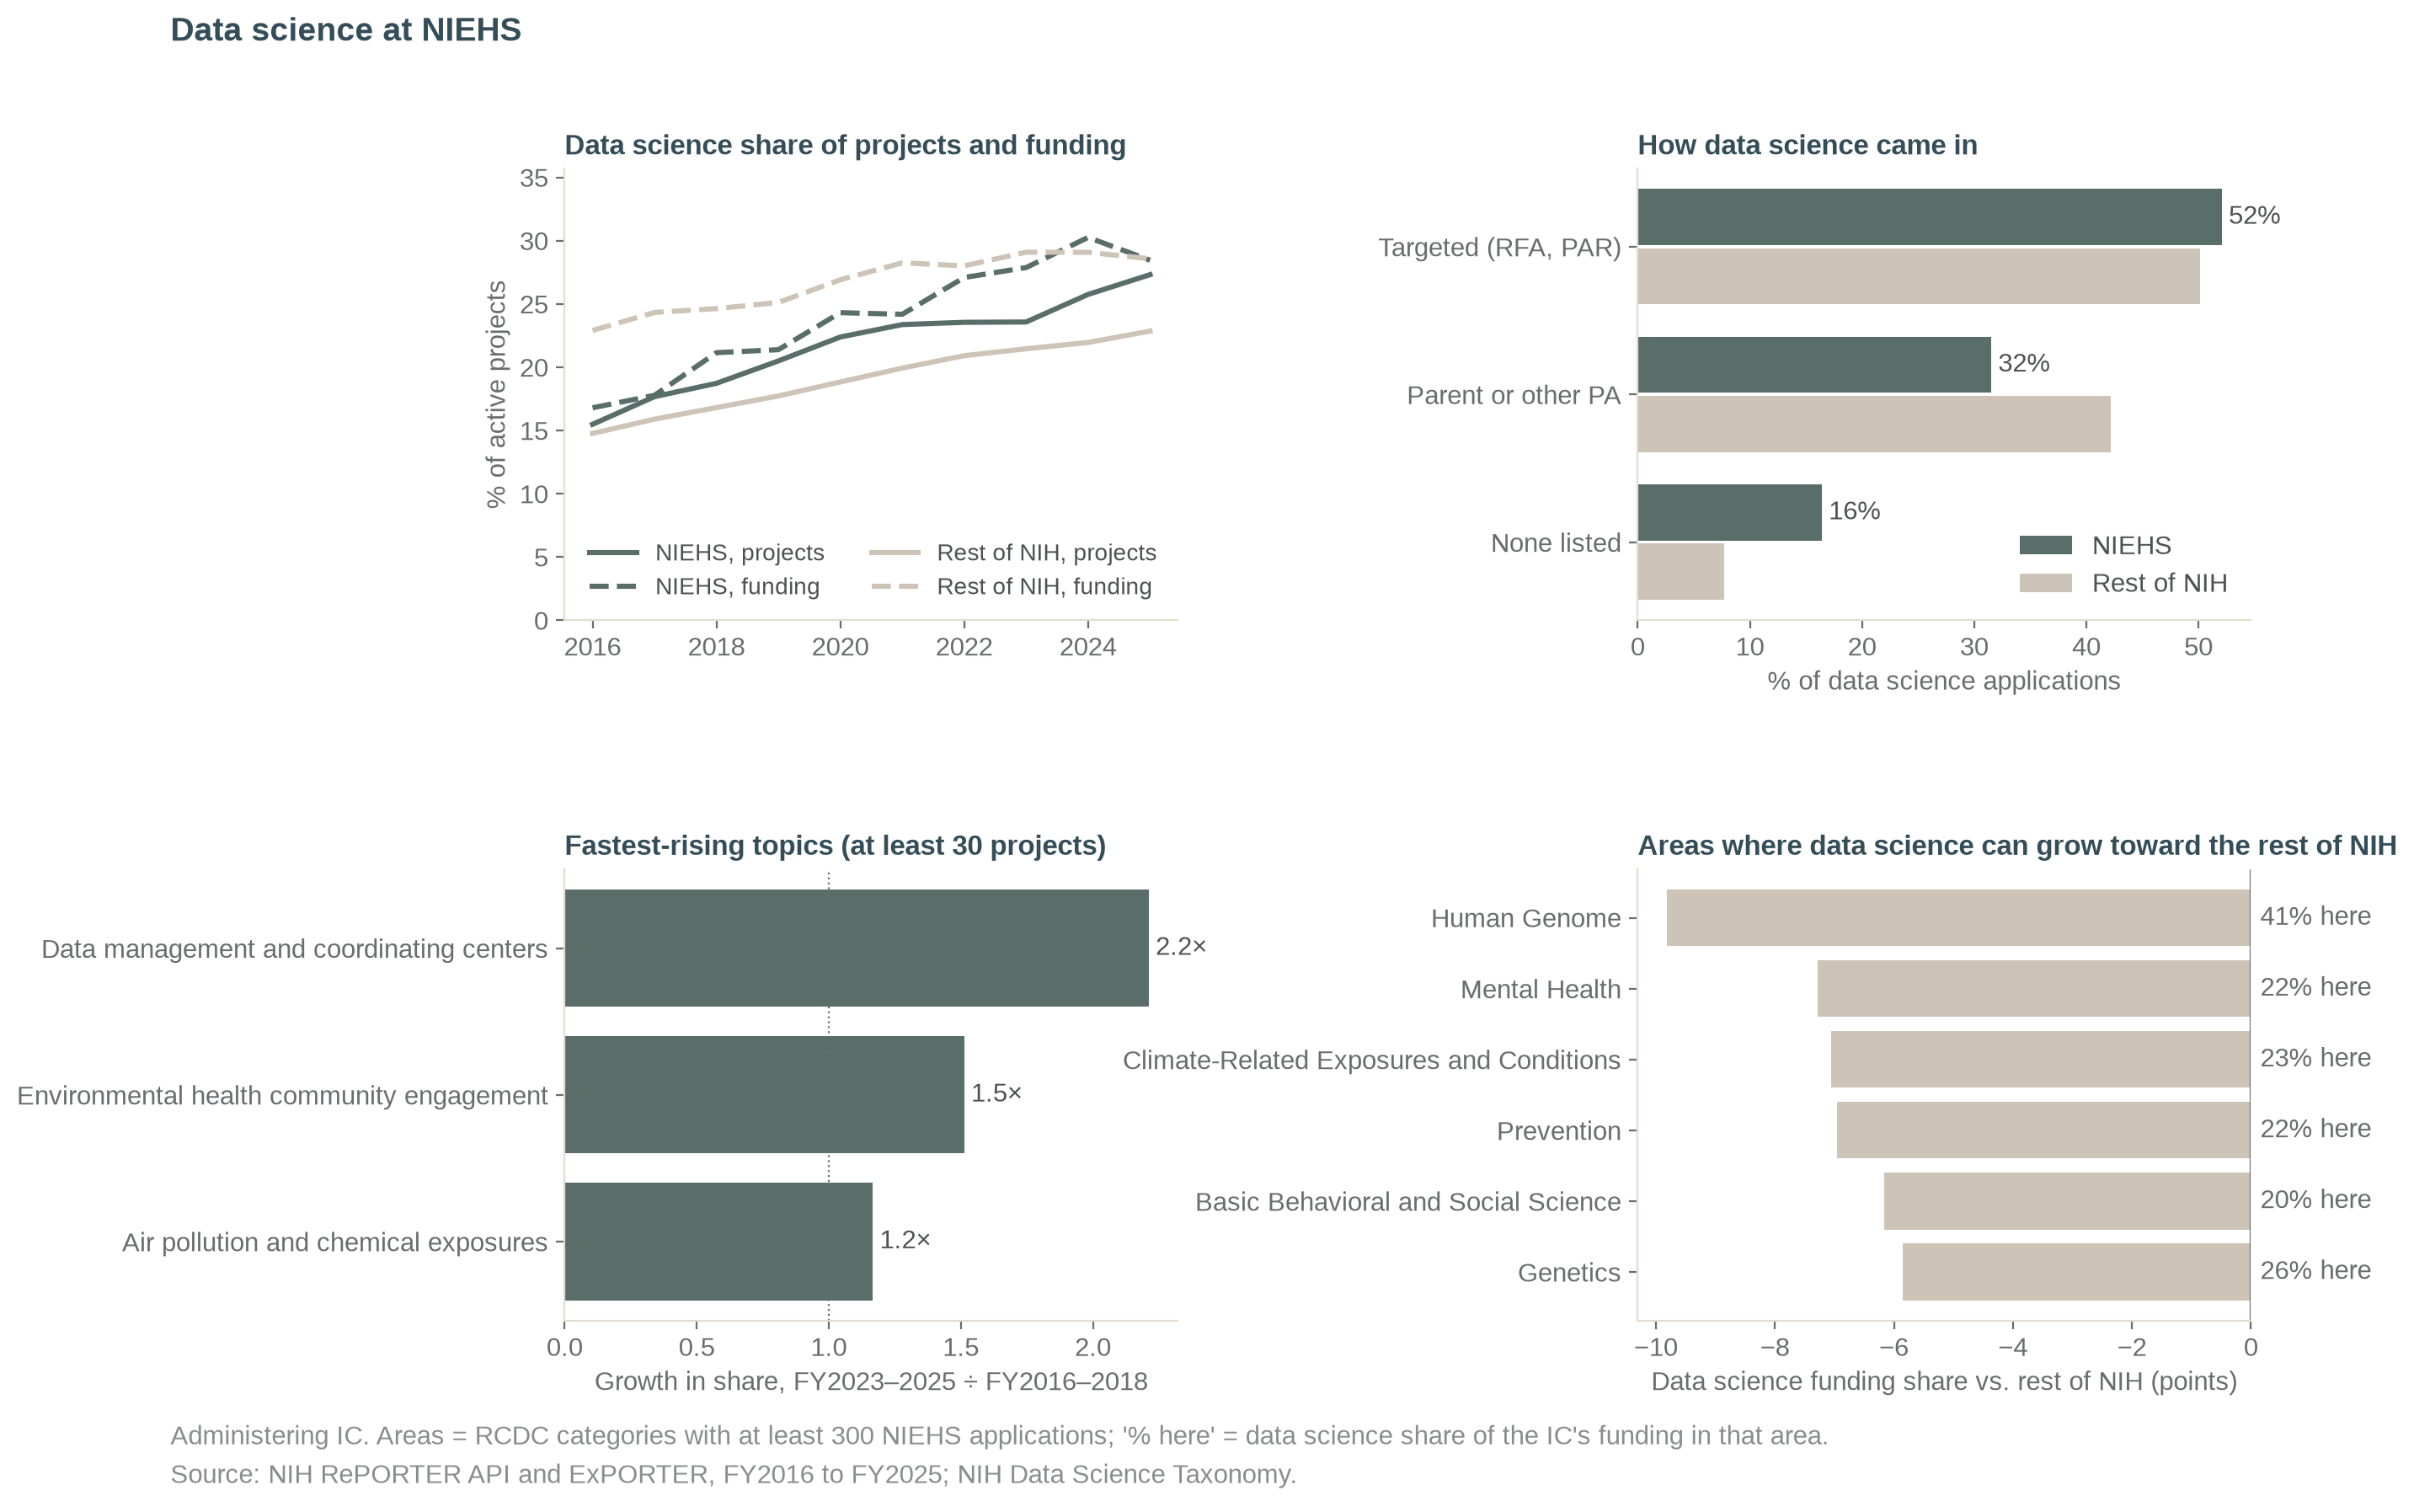 Data science at NIEHS
Data science share of projects and funding
35
30
25
20
15
10
5
0
% of active projects
NIEHS, projects
NIEHS, funding
Rest of NIH, projects
Rest of NIH, funding
2016 2018 2020 2022 2024
How data science came in
Targeted (RFA, PAR)
52%
Parent or other PA
32%
None listed
16%
NIEHS
Rest of NIH
0 10 20 30 40 50
% of data science applications
Fastest-rising topics (at least 30 projects)
Data management and coordinating centers
2.2×
Environmental health community engagement
1.5×
Air pollution and chemical exposures
1.2×
0.0 0.5 1.0 1.5 2.0
Growth in share, FY2023–2025 ÷ FY2016–2018
Areas where data science can grow toward the rest of NIH
Human Genome
41% here
Mental Health
22% here
Climate-Related Exposures and Conditions
23% here
Prevention
22% here
Basic Behavioral and Social Science
20% here
Genetics
26% here
−10 −8 −6 −4 −2 0
Data science funding share vs. rest of NIH (points)
Administering IC. Areas = RCDC categories with at least 300 NIEHS applications; '% here' = data science share of the IC's funding in that area.
Source: NIH RePORTER API and ExPORTER, FY2016 to FY2025; NIH Data Science Taxonomy.